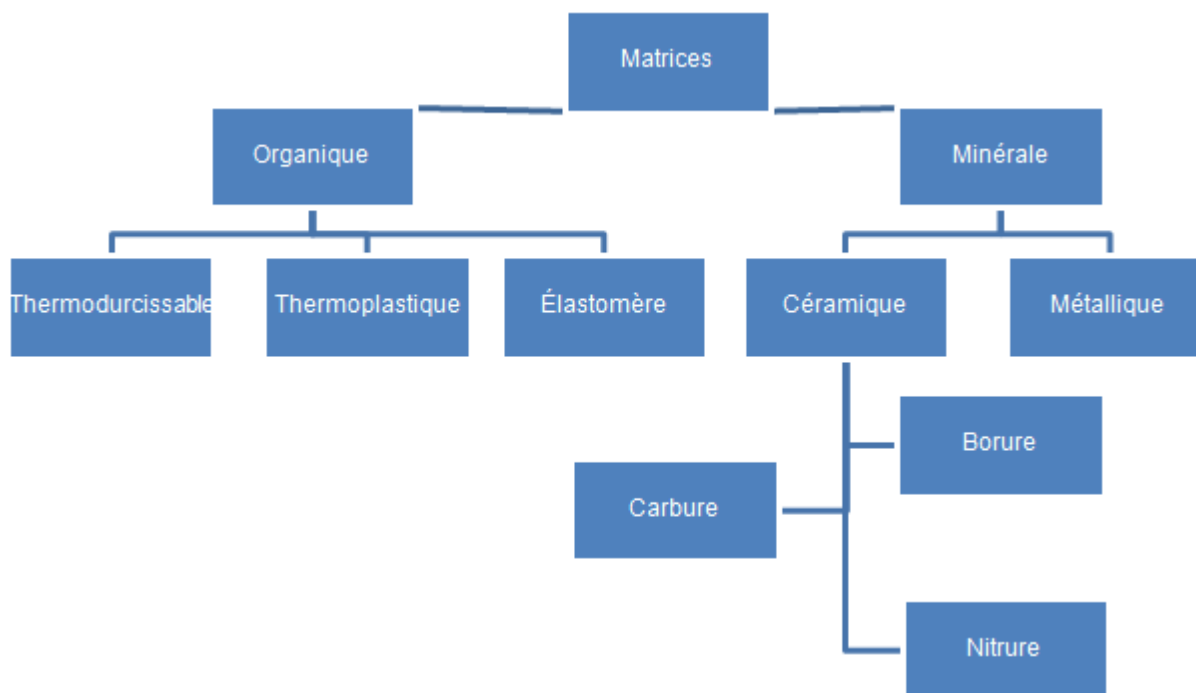 Matrices
Organique
Minérale
Thermodurcissable
Thermoplastique
Élastomère
Céramique
Métallique
Borure
Carbure
Nitrure